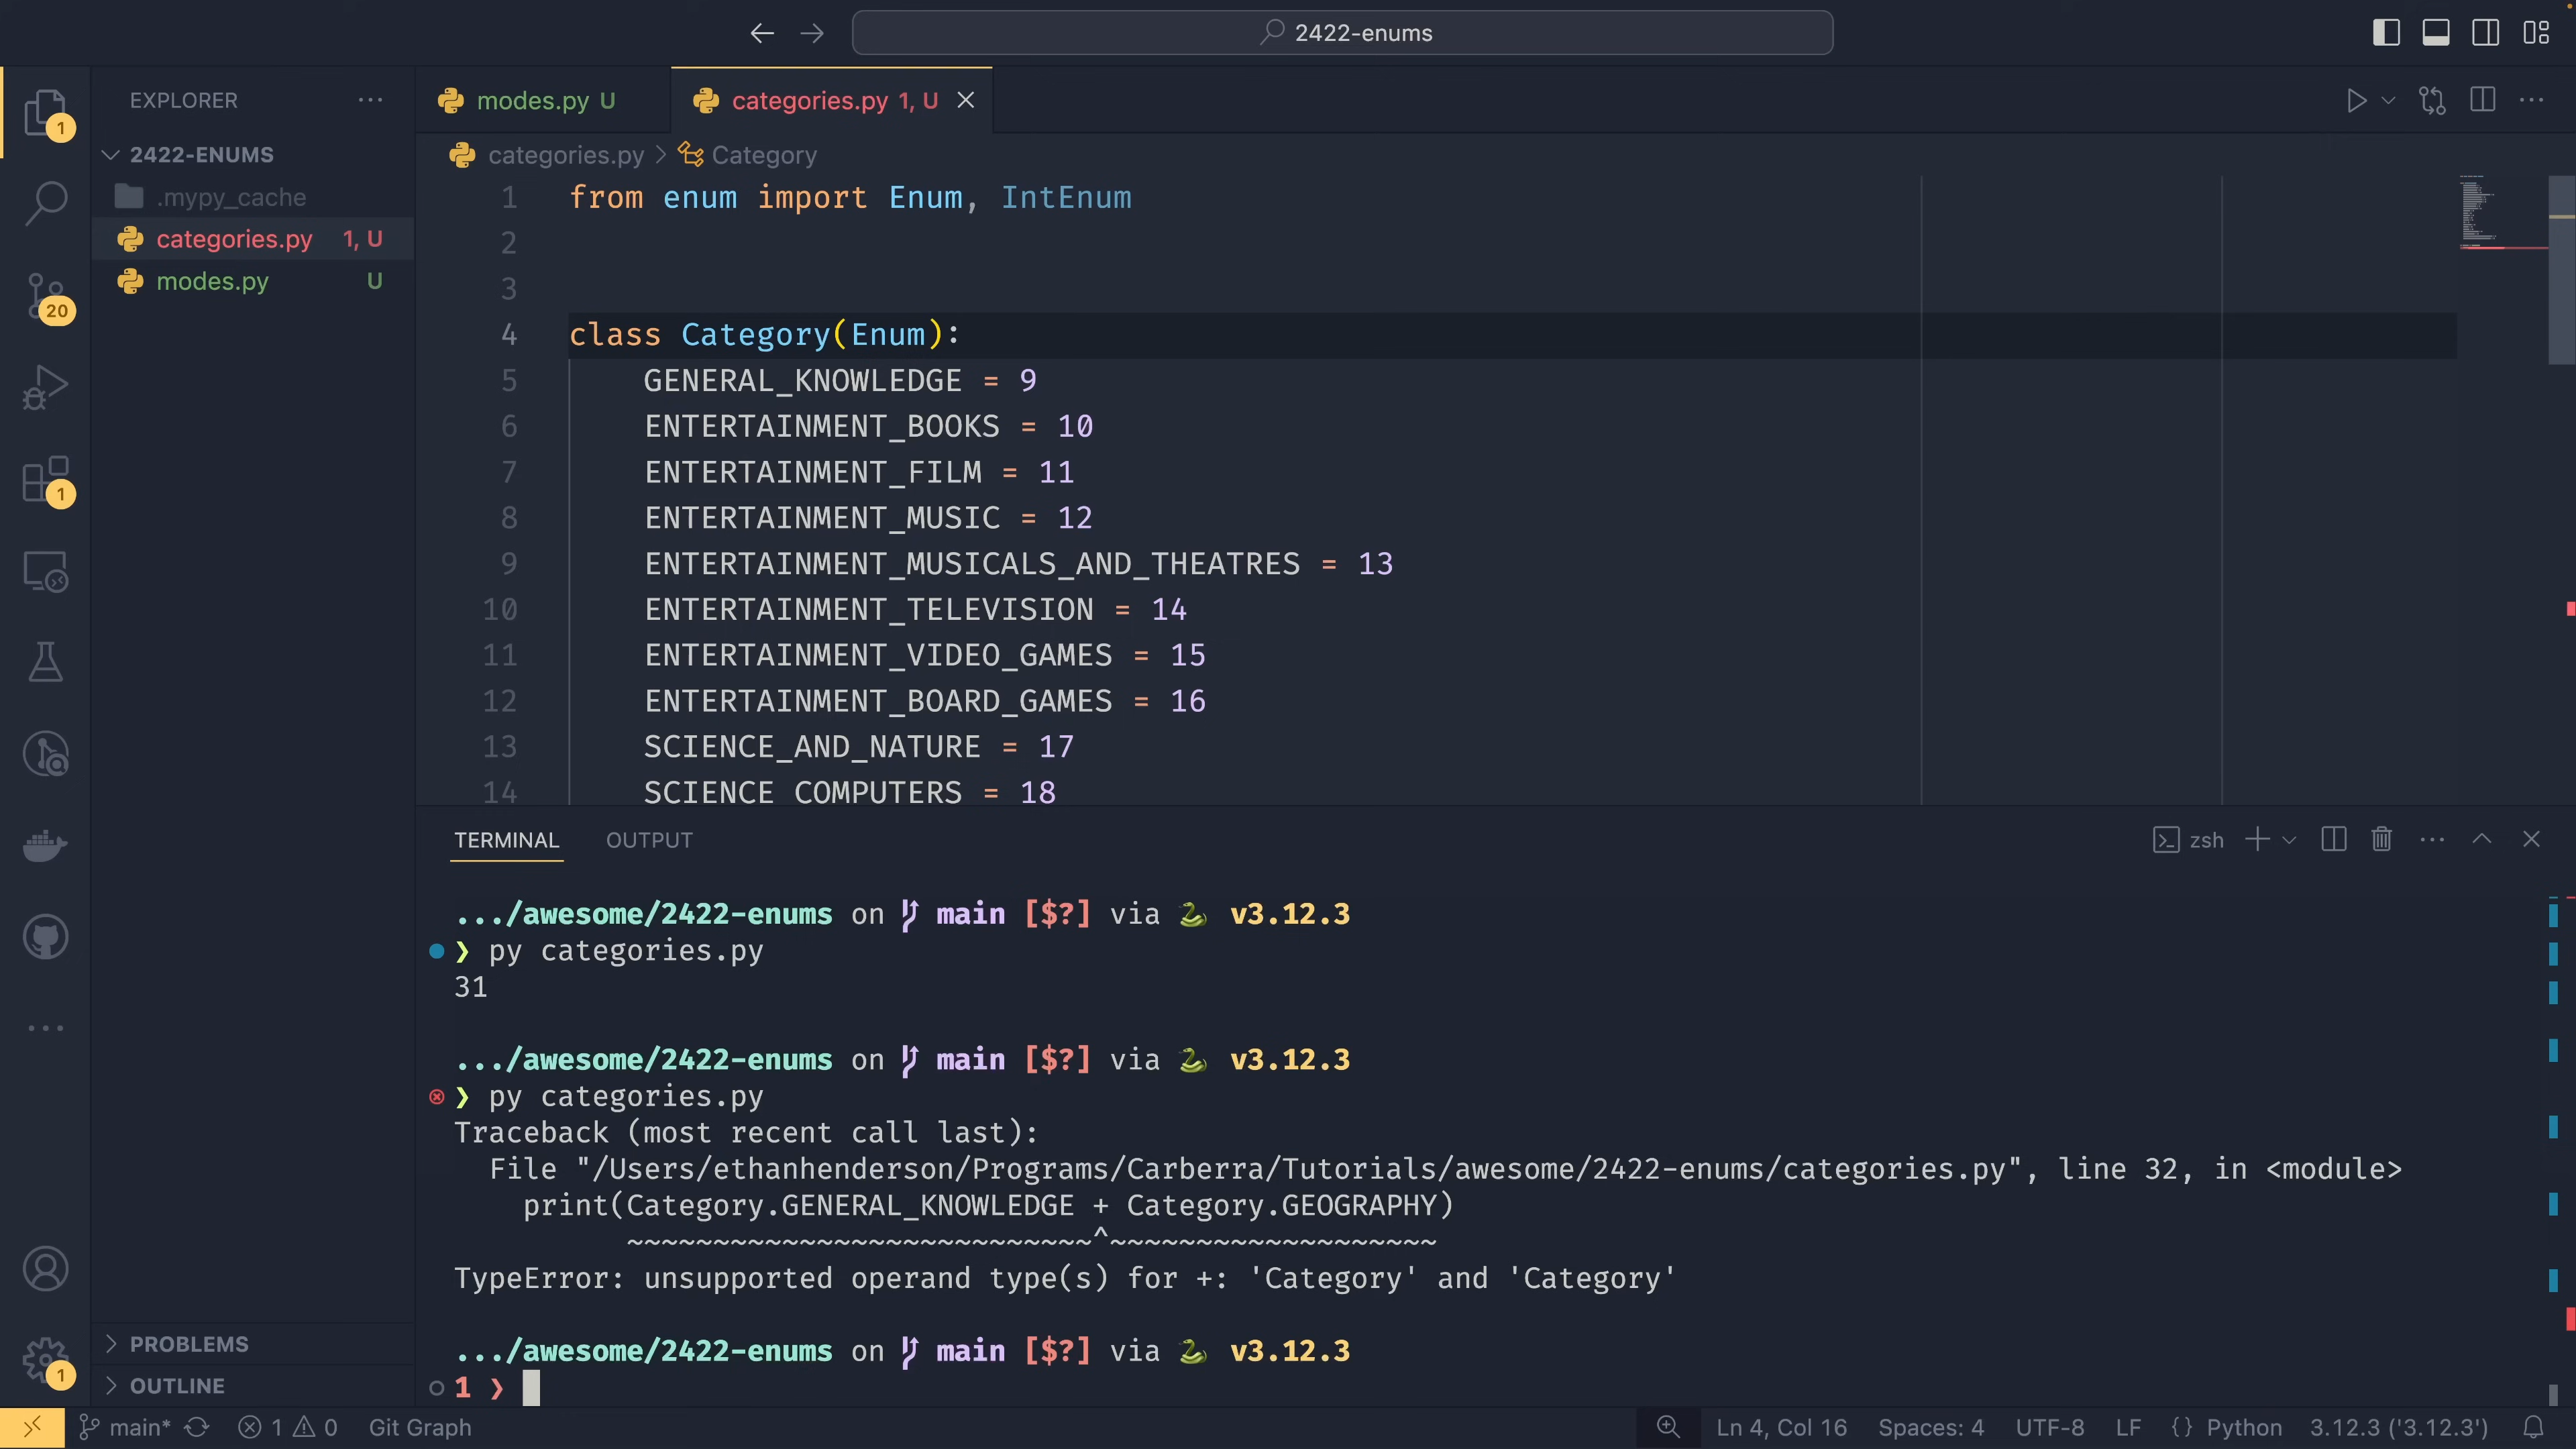 2422-enums
EXPLORER
2422-ENUMS
.mypy_cache
categories.py 1, U
modes.py U
PROBLEMS
OUTLINE
1
20
1
1
modes.py U
categories.py 1, U
categories.py > Category
1 from enum import Enum, IntEnum
2
3
4 class Category(Enum):
5 GENERAL_KNOWLEDGE = 9
6 ENTERTAINMENT_BOOKS = 10
7 ENTERTAINMENT_FILM = 11
8 ENTERTAINMENT_MUSIC = 12
9 ENTERTAINMENT_MUSICALS_AND_THEATRES = 13
10 ENTERTAINMENT_TELEVISION = 14
11 ENTERTAINMENT_VIDEO_GAMES = 15
12 ENTERTAINMENT_BOARD_GAMES = 16
13 SCIENCE_AND_NATURE = 17
14 SCIENCE_COMPUTERS = 18
TERMINAL OUTPUT
zsh
.../awesome/2422-enums on main [$?] via 🐍 v3.12.3
❯ py categories.py
31
.../awesome/2422-enums on main [$?] via 🐍 v3.12.3
❯ py categories.py
Traceback (most recent call last):
File "/Users/ethanhenderson/Programs/Carberra/Tutorials/awesome/2422-enums/categories.py", line 32, in <module>
print(Category.GENERAL_KNOWLEDGE + Category.GEOGRAPHY)
~~~~~~~~~~~~~~~~~~~~~~~~~~~^~~~~~~~~~~~~~~~~~~~
TypeError: unsupported operand type(s) for +: 'Category' and 'Category'
.../awesome/2422-enums on main [$?] via 🐍 v3.12.3
1 ❯
main* 1 0 Git Graph Ln 4, Col 16 Spaces: 4 UTF-8 LF {} Python 3.12.3 ('3.12.3')